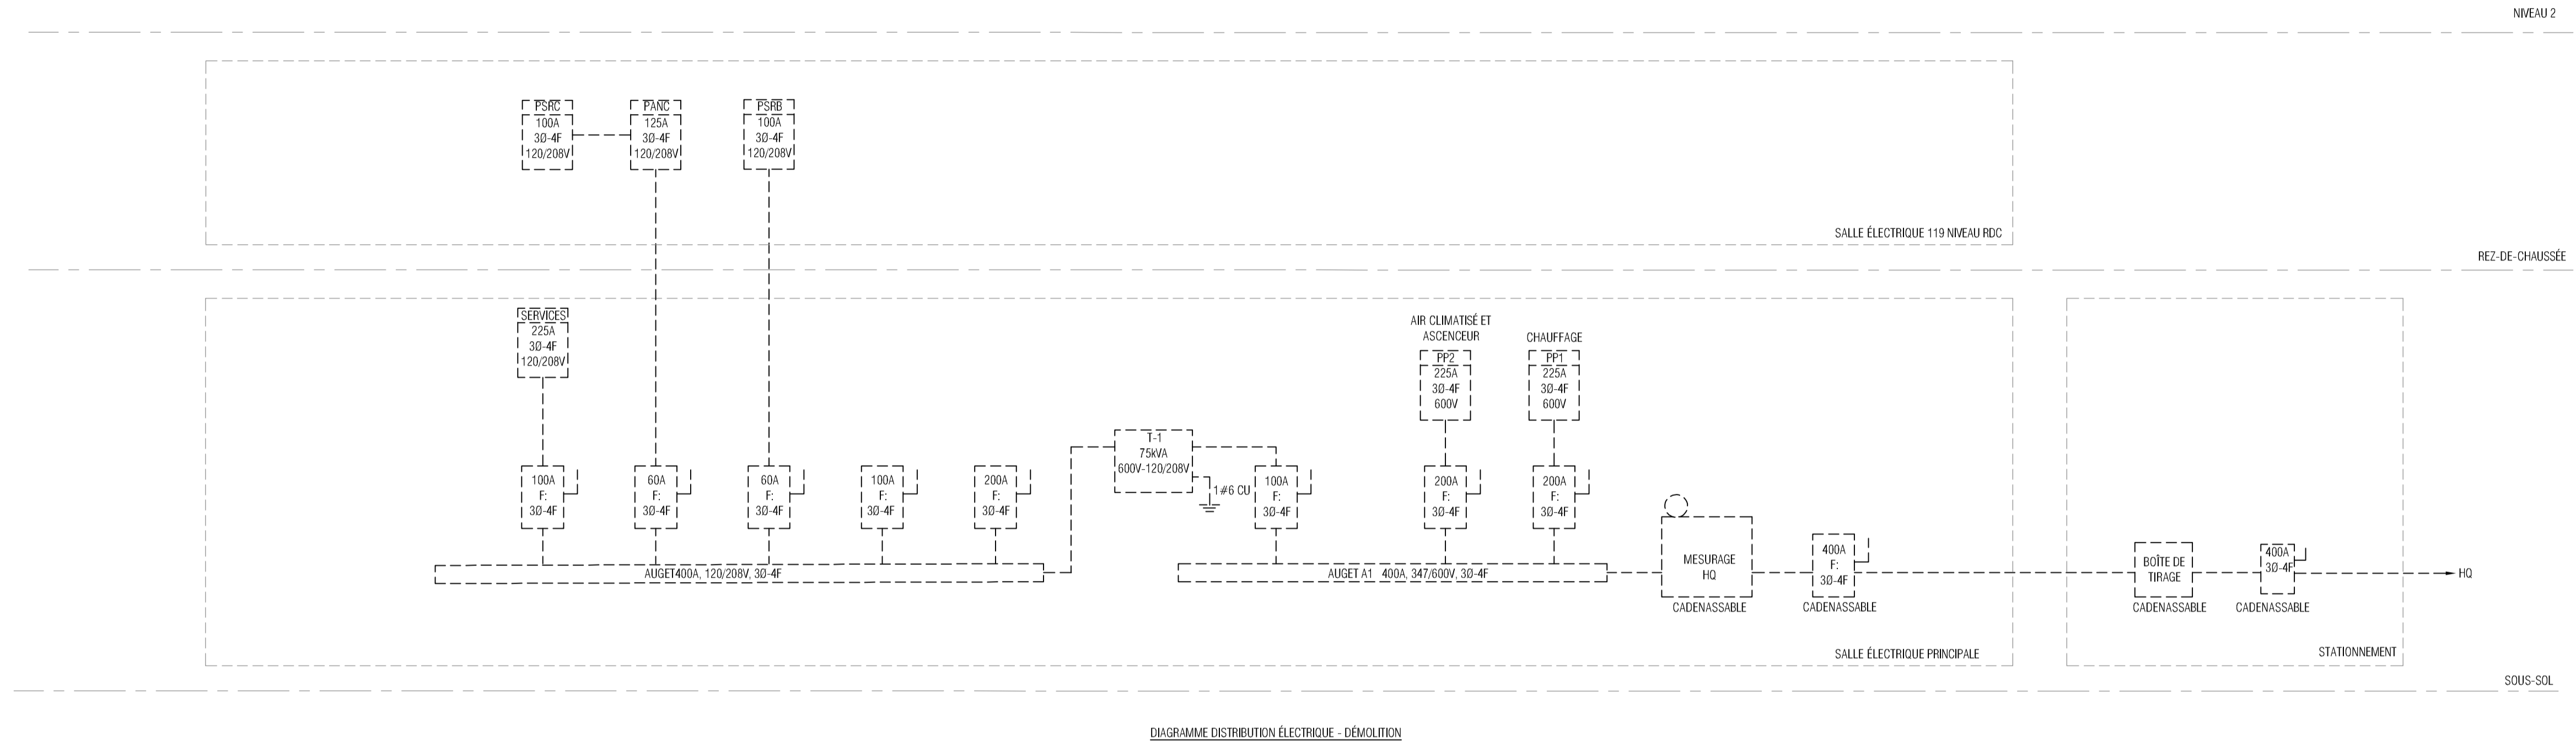 NIVEAU 2
PSRC
100A
3Ø-4F
120/208V
PANC
125A
3Ø-4F
120/208V
PSRB
100A
3Ø-4F
120/208V
SALLE ÉLECTRIQUE 119 NIVEAU RDC
REZ-DE-CHAUSSÉE
SERVICES
225A
3Ø-4F
120/208V
AIR CLIMATISÉ ET
ASCENCEUR
PP2
225A
3Ø-4F
600V
CHAUFFAGE
PP1
225A
3Ø-4F
600V
100A
F:
3Ø-4F
60A
F:
3Ø-4F
60A
F:
3Ø-4F
100A
F:
3Ø-4F
200A
F:
3Ø-4F
T-1
75kVA
600V-120/208V
1#6 CU
100A
F:
3Ø-4F
200A
F:
3Ø-4F
200A
F:
3Ø-4F
AUGET400A, 120/208V, 3Ø-4F
AUGET A1 400A, 347/600V, 3Ø-4F
MESURAGE
HQ
CADENASSABLE
400A
F:
3Ø-4F
CADENASSABLE
BOÎTE DE
TIRAGE
CADENASSABLE
400A
3Ø-4F
CADENASSABLE
HQ
SALLE ÉLECTRIQUE PRINCIPALE
STATIONNEMENT
SOUS-SOL
DIAGRAMME DISTRIBUTION ÉLECTRIQUE - DÉMOLITION